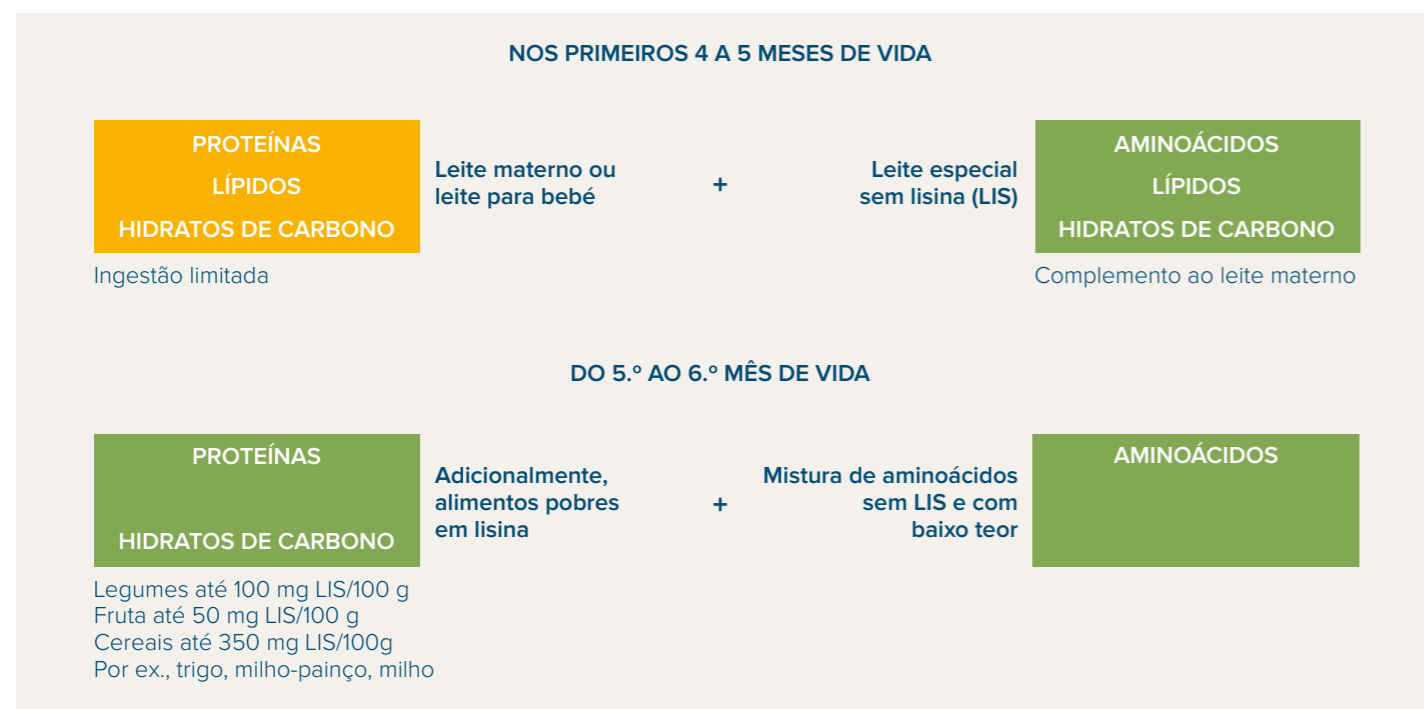 NOS PRIMEIROS 4 A 5 MESES DE VIDA
PROTEÍNAS
LÍPIDOS
HIDRATOS DE CARBONO
Ingestão limitada
Leite materno ou
leite para bebé
+
Leite especial
sem lisina (LIS)
AMINOÁCIDOS
LÍPIDOS
HIDRATOS DE CARBONO
Complemento ao leite materno
DO 5.º AO 6.º MÊS DE VIDA
PROTEÍNAS
HIDRATOS DE CARBONO
Legumes até 100 mg LIS/100 g
Fruta até 50 mg LIS/100 g
Cereais até 350 mg LIS/100g
Por ex., trigo, milho-painço, milho
Adicionalmente,
alimentos pobres
em lisina
+
Mistura de aminoácidos
sem LIS e com
baixo teor
AMINOÁCIDOS